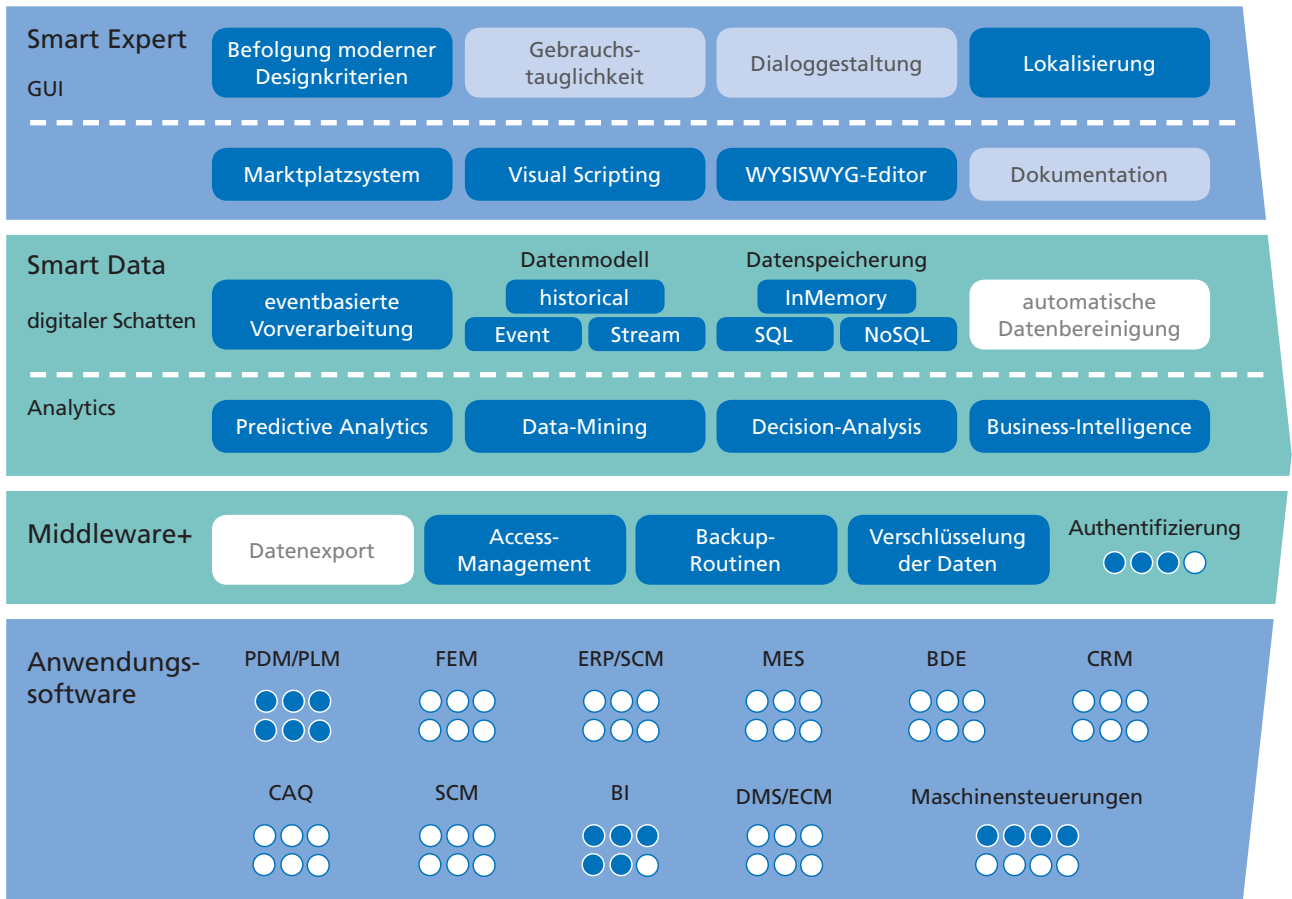 Smart Expert
GUI
Befolgung moderner
Designkriterien
Gebrauchs-
tauglichkeit
Dialoggestaltung
Lokalisierung
Marktplatzsystem
Visual Scripting
WYSISWYG-Editor
Dokumentation
Smart Data
digitaler Schatten
eventbasierte
Vorverarbeitung
Datenmodell
historical
Event
Stream
Datenspeicherung
InMemory
SQL
NoSQL
automatische
Datenbereinigung
Analytics
Predictive Analytics
Data-Mining
Decision-Analysis
Business-Intelligence
Middleware+
Datenexport
Access-
Management
Backup-
Routinen
Verschlüsselung
der Daten
Authentifizierung
Anwendungs-
software
PDM/PLM
FEM
ERP/SCM
MES
BDE
CRM
CAQ
SCM
BI
DMS/ECM
Maschinensteuerungen